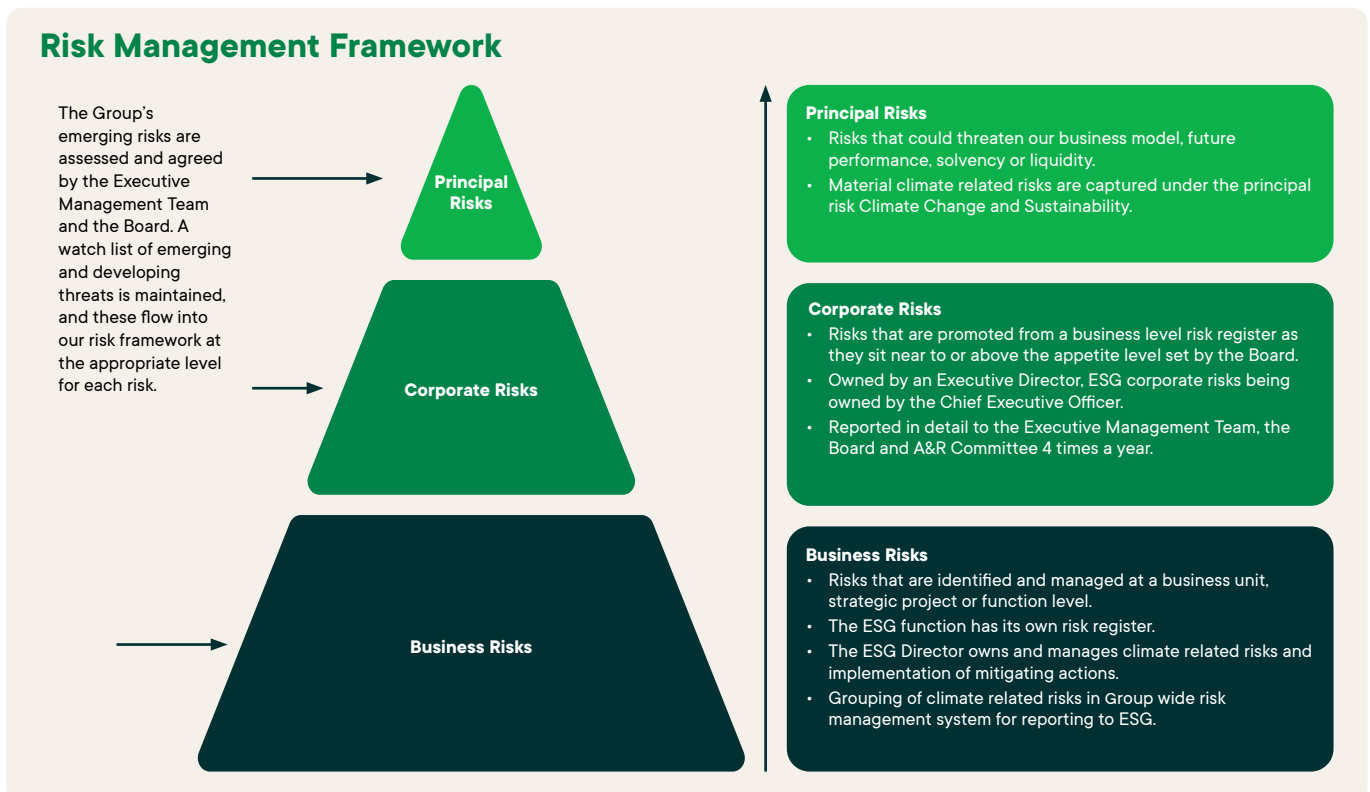 Risk Management Framework
The Group's
emerging risks are
assessed and agreed
by the Executive
Management Team
and the Board. A
watch list of emerging
and developing
threats is maintained,
and these flow into
our risk framework at
the appropriate level
for each risk.
Principal
Risks
Corporate Risks
Business Risks
Principal Risks
• Risks that could threaten our business model, future
performance, solvency or liquidity.
• Material climate related risks are captured under the principal
risk Climate Change and Sustainability.
Corporate Risks
• Risks that are promoted from a business level risk register as
they sit near to or above the appetite level set by the Board.
• Owned by an Executive Director, ESG corporate risks being
owned by the Chief Executive Officer.
• Reported in detail to the Executive Management Team, the
Board and A&R Committee 4 times a year.
Business Risks
• Risks that are identified and managed at a business unit,
strategic project or function level.
• The ESG function has its own risk register.
• The ESG Director owns and manages climate related risks and
implementation of mitigating actions.
• Grouping of climate related risks in Group wide risk
management system for reporting to ESG.